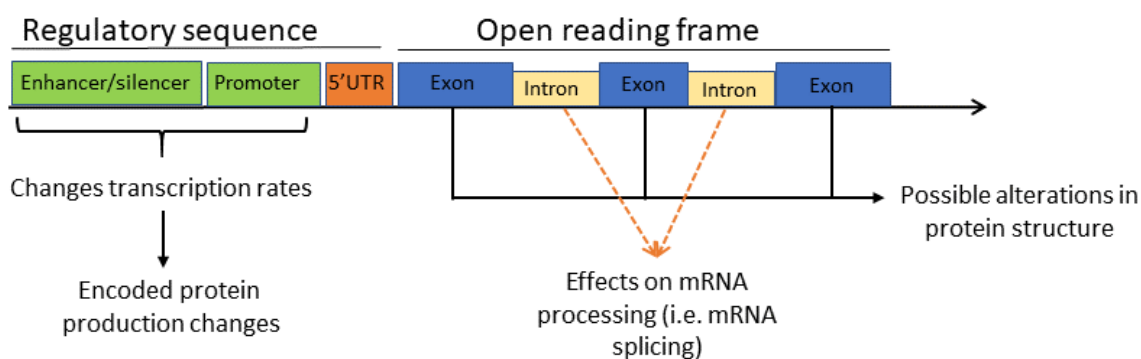 Regulatory sequence
Open reading frame
Enhancer/silencer
Promoter
5'UTR
Exon
Intron
Exon
Intron
Exon
Changes transcription rates
Possible alterations in
protein structure
Encoded protein
production changes
Effects on mRNA
processing (i.e. mRNA
splicing)